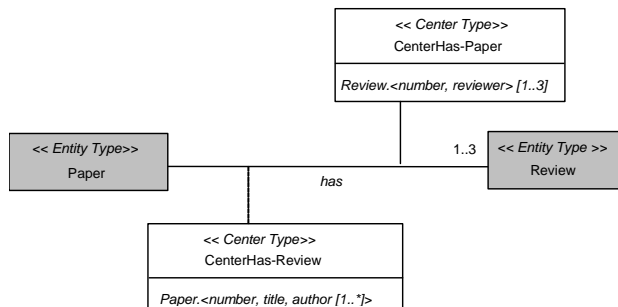 << Center Type>>
CenterHas-Paper
Review.<number, reviewer> [1..3]
<< Entity Type>>
Paper
1..3
<< Entity Type >>
Review
has
<< Center Type>>
CenterHas-Review
Paper.<number, title, author [1..*]>